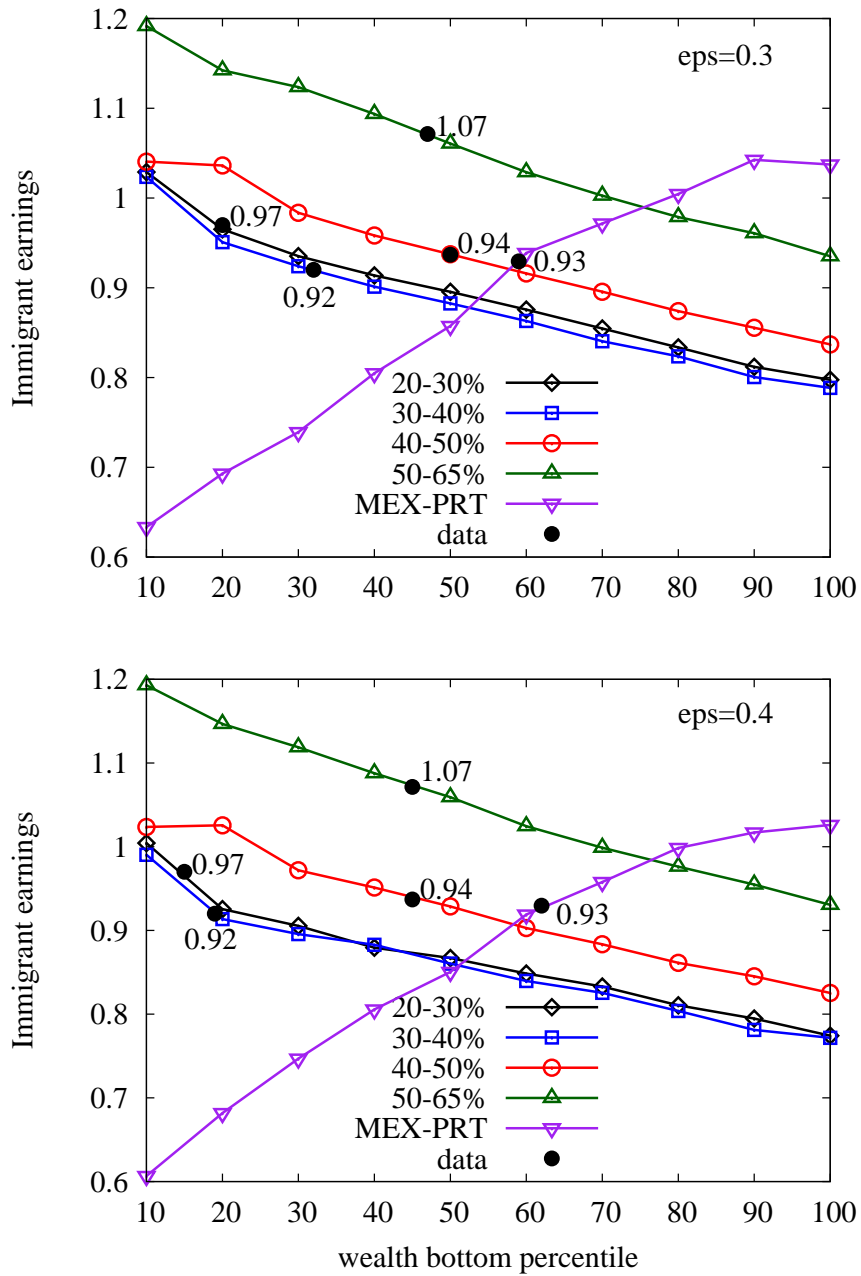 1.2
eps=0.3
1.1
1.07
1
0.97
0.94
0.93
0.92
0.9
0.8
0.7
0.6
Immigrant earnings
20-30%
30-40%
40-50%
50-65%
MEX-PRT
data
10 20 30 40 50 60 70 80 90 100
1.2
eps=0.4
1.1
1.07
1
0.97
0.94
0.93
0.92
0.9
0.8
0.7
0.6
Immigrant earnings
20-30%
30-40%
40-50%
50-65%
MEX-PRT
data
10 20 30 40 50 60 70 80 90 100
wealth bottom percentile